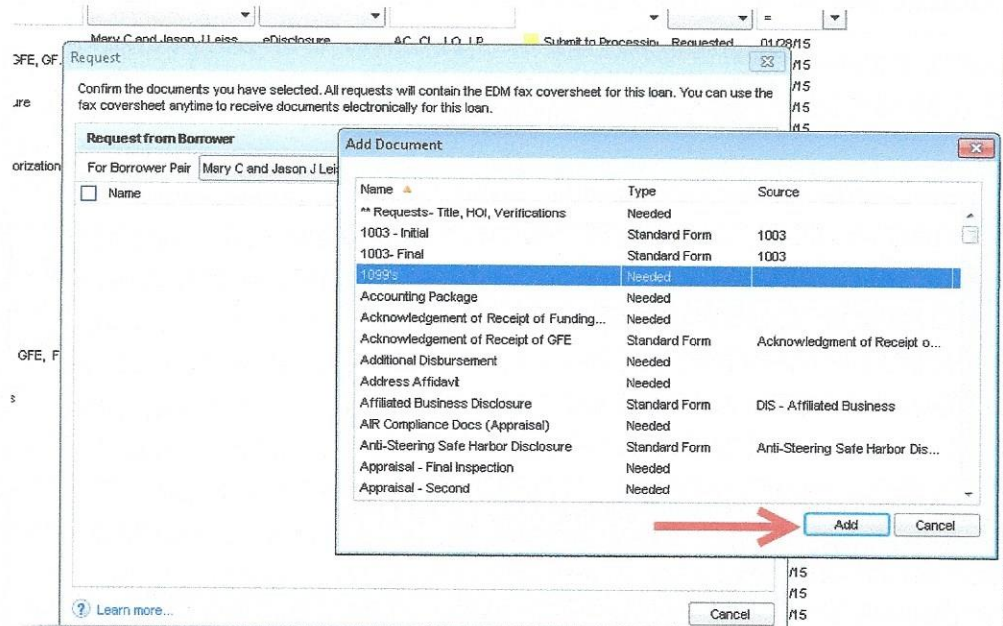 =
Mary C and Jason J Leiss eDisclosure AC, CL, LO, LP Submit to Processing Requested 01/28/15
GFE, GF.
Request
/15
Confirm the documents you have selected. All requests will contain the EDM fax coversheet for this loan. You can use the
/15
fax coversheet anytime to receive documents electronically for this loan.
/15
/15
Request from Borrower
Add Document
orization
For Borrower Pair Mary C and Jason J Lei
Name
Name Type Source
** Requests- Title, HOI, Verifications Needed
1003 - Initial Standard Form 1003
1003- Final Standard Form 1003
1099's Needed
Accounting Package Needed
Acknowledgement of Receipt of Funding... Needed
Acknowledgement of Receipt of GFE Standard Form Acknowledgment of Receipt o...
GFE, F
Additional Disbursement Needed
Address Affidavit Needed
s
Affiliated Business Disclosure Standard Form DIS - Affiliated Business
AIR Compliance Docs (Appraisal) Needed
Anti-Steering Safe Harbor Disclosure Standard Form Anti-Steering Safe Harbor Dis...
Appraisal - Final Inspection Needed
Appraisal - Second Needed
Add Cancel
/15
/15
? Learn more...
Cancel
/15